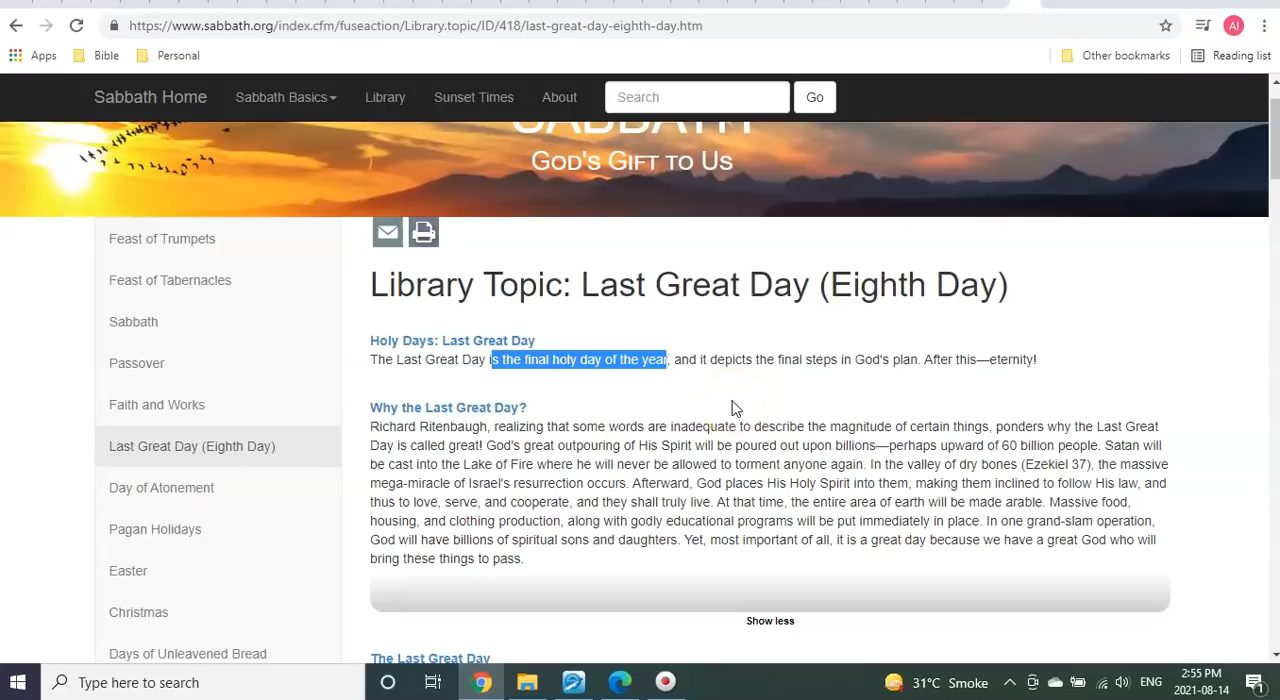 https://www.sabbath.org/index.cfm/fuseaction/Library.topic/ID/418/last-great-day-eighth-day.htm
AI
Apps Bible Personal Other bookmarks Reading list
Sabbath Home Sabbath Basics Library Sunset Times About Search Go
GOD'S GIFT TO US
Feast of Trumpets
Feast of Tabernacles
Sabbath
Passover
Faith and Works
Last Great Day (Eighth Day)
Day of Atonement
Pagan Holidays
Easter
Christmas
Days of Unleavened Bread
Library Topic: Last Great Day (Eighth Day)
Holy Days: Last Great Day
The Last Great Day is the final holy day of the year, and it depicts the final steps in God's plan. After this—eternity!
Why the Last Great Day?
Richard Ritenbaugh, realizing that some words are inadequate to describe the magnitude of certain things, ponders why the Last Great
Day is called great! God's great outpouring of His Spirit will be poured out upon billions—perhaps upward of 60 billion people. Satan will
be cast into the Lake of Fire where he will never be allowed to torment anyone again. In the valley of dry bones (Ezekiel 37), the massive
mega-miracle of Israel's resurrection occurs. Afterward, God places His Holy Spirit into them, making them inclined to follow His law, and
thus to love, serve, and cooperate, and they shall truly live. At that time, the entire area of earth will be made arable. Massive food,
housing, and clothing production, along with godly educational programs will be put immediately in place. In one grand-slam operation,
God will have billions of spiritual sons and daughters. Yet, most important of all, it is a great day because we have a great God who will
bring these things to pass.
Show less
The Last Great Day
Type here to search
31°C Smoke
ENG
2:55 PM
2021-08-14
1